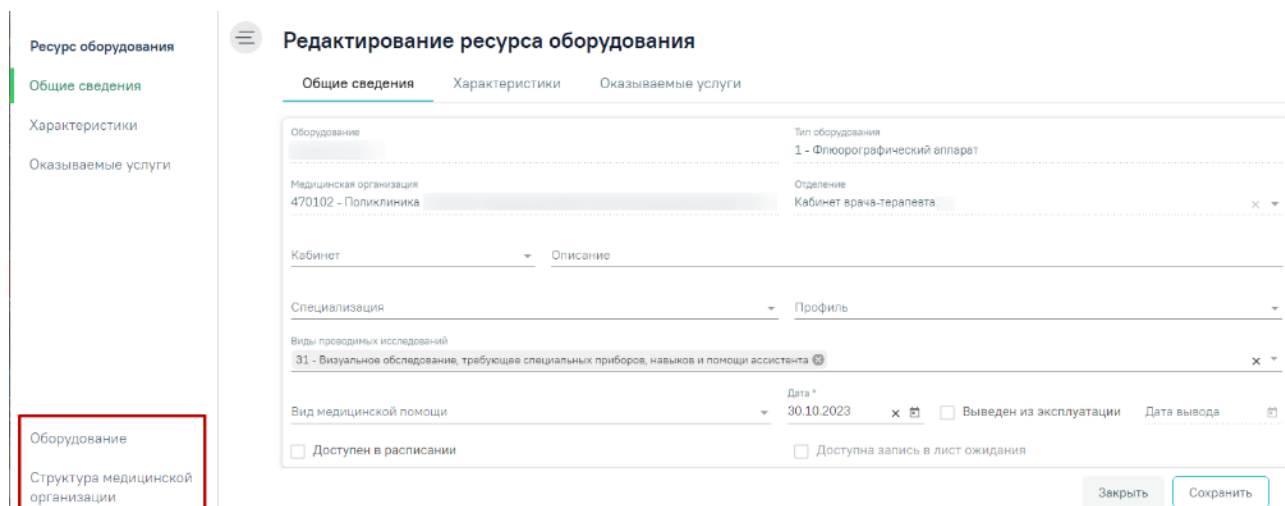 Ресурс оборудования
Общие сведения
Характеристики
Оказываемые услуги
Оборудование
Структура медицинской
организации
Редактирование ресурса оборудования
Общие сведения Характеристики Оказываемые услуги
Оборудование Тип оборудования
1 - Флюорографический аппарат
Медицинская организация Отделение
470102 - Поликлиника Кабинет врача-терапевта
Кабинет Описание
Специализация Профиль
Виды проводимых исследований
31 - Визуальное обследование, требующее специальных приборов, навыков и помощи ассистента
Дата *
Вид медицинской помощи 30.10.2023 Выведен из эксплуатации Дата вывода
Доступен в расписании Доступна запись в лист ожидания
Закрыть Сохранить